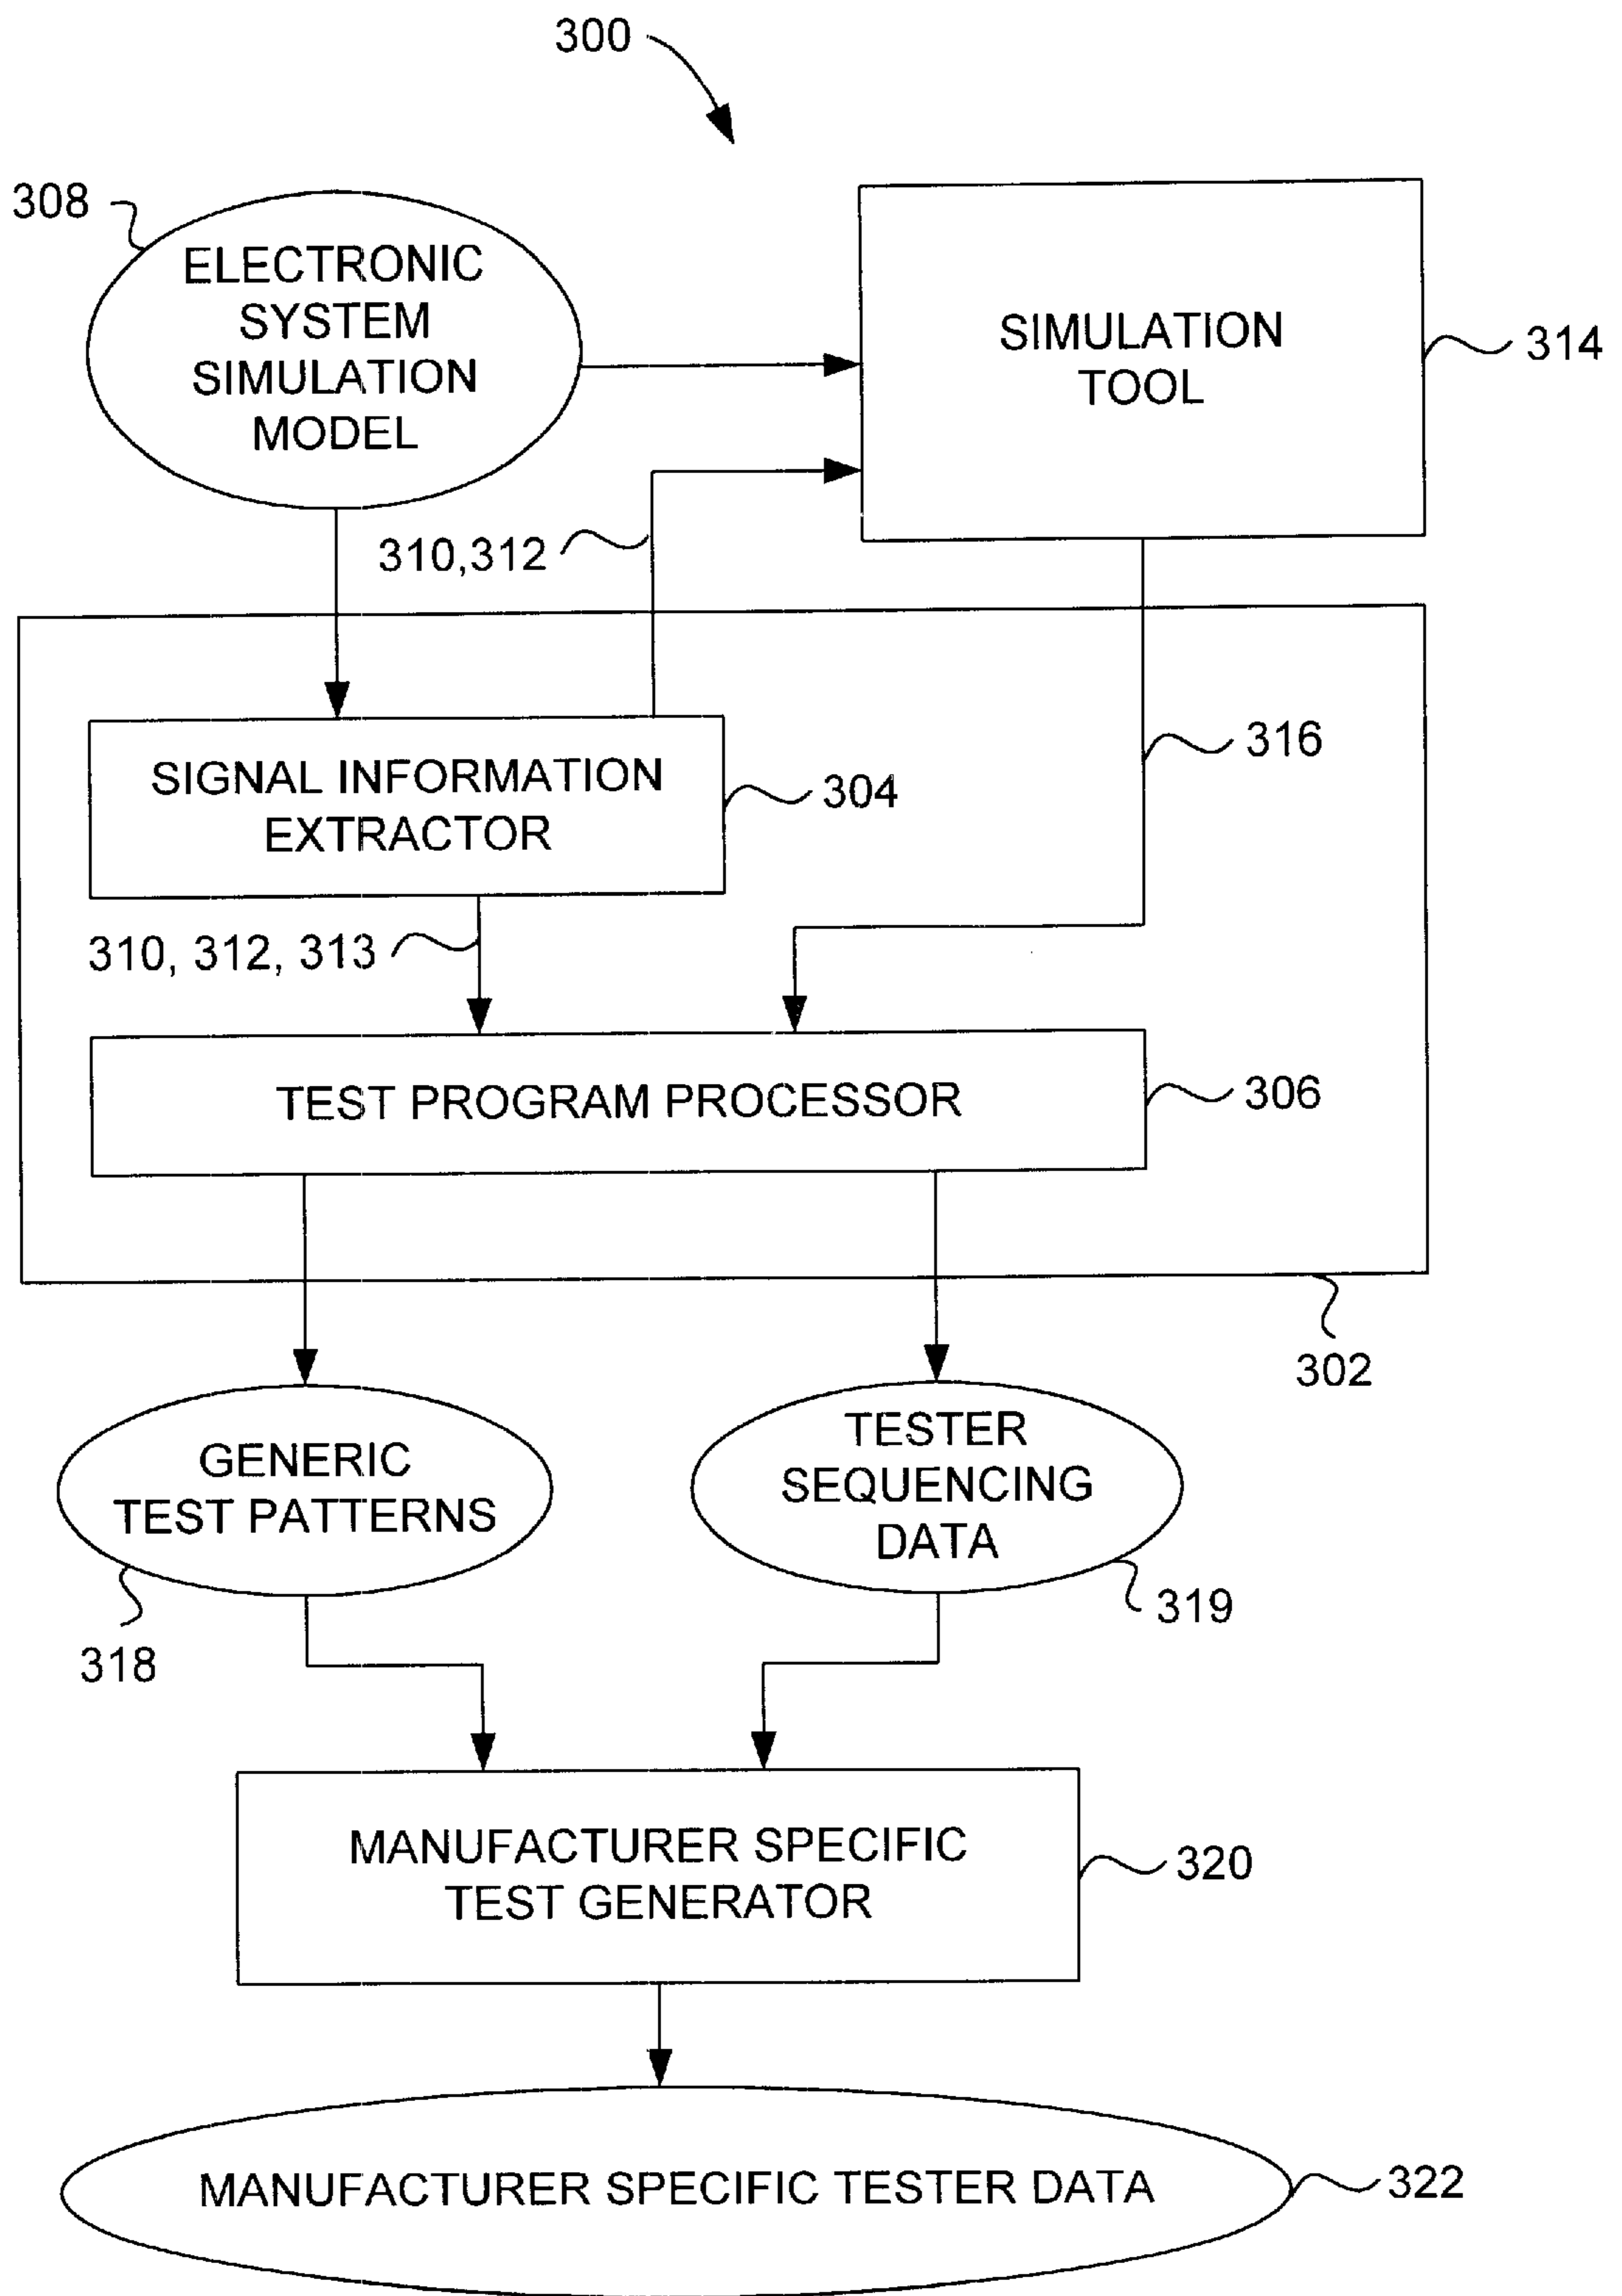 300
308
ELECTRONIC
SYSTEM
SIMULATION
MODEL
SIMULATION
TOOL
314
310,312
SIGNAL INFORMATION
EXTRACTOR
304
316
310, 312, 313
TEST PROGRAM PROCESSOR
306
302
GENERIC
TEST PATTERNS
318
TESTER
SEQUENCING
DATA
319
MANUFACTURER SPECIFIC
TEST GENERATOR
320
MANUFACTURER SPECIFIC TESTER DATA
322